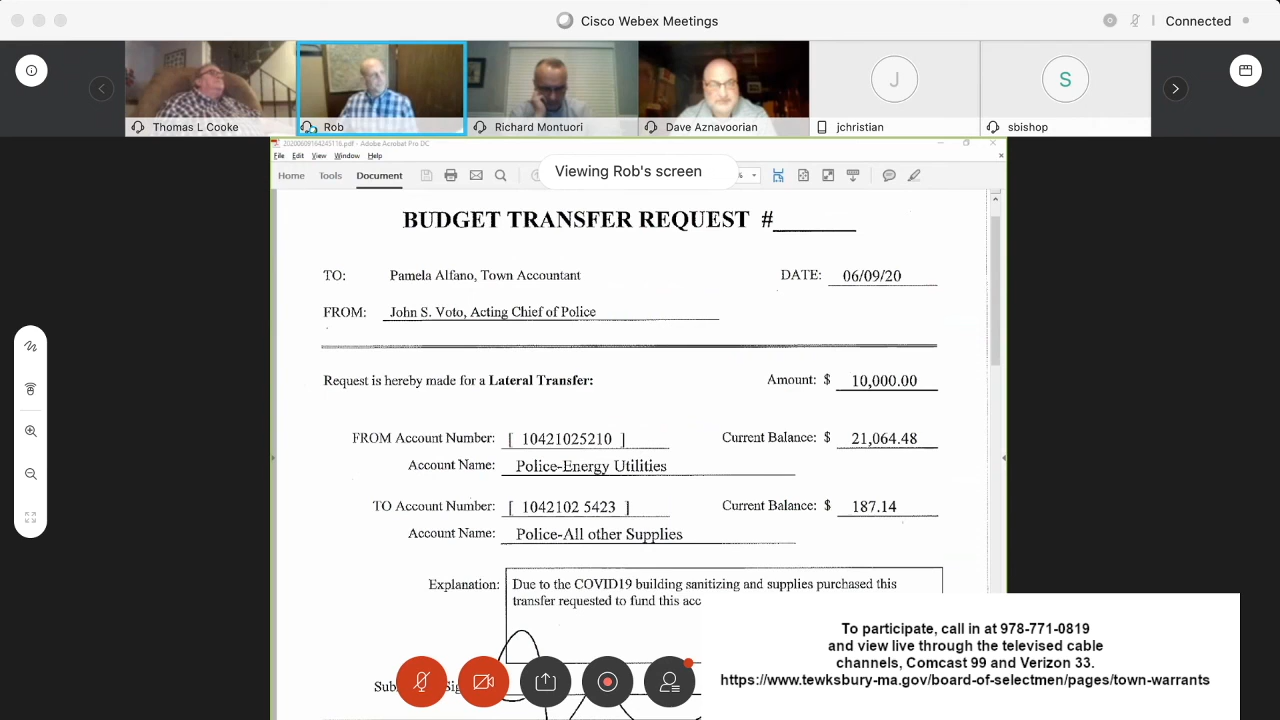 Cisco Webex Meetings
Connected
Thomas L Cooke
Rob
Richard Montuori
Dave Aznavoorian
J
jchristian
S
sbishop
20200609164245116.pdf - Adobe Acrobat Pro DC
File Edit View Window Help
Home Tools Document
Viewing Rob's screen
BUDGET TRANSFER REQUEST #
TO: Pamela Alfano, Town Accountant DATE: 06/09/20
FROM: John S. Voto, Acting Chief of Police
Request is hereby made for a Lateral Transfer: Amount: $ 10,000.00
FROM Account Number: [ 10421025210 ] Current Balance: $ 21,064.48
Account Name: Police-Energy Utilities
TO Account Number: [ 1042102 5423 ] Current Balance: $ 187.14
Account Name: Police-All other Supplies
Explanation: Due to the COVID19 building sanitizing and supplies purchased this
transfer requested to fund this acc
To participate, call in at 978-771-0819
and view live through the televised cable
channels, Comcast 99 and Verizon 33.
https://www.tewksbury-ma.gov/board-of-selectmen/pages/town-warrants